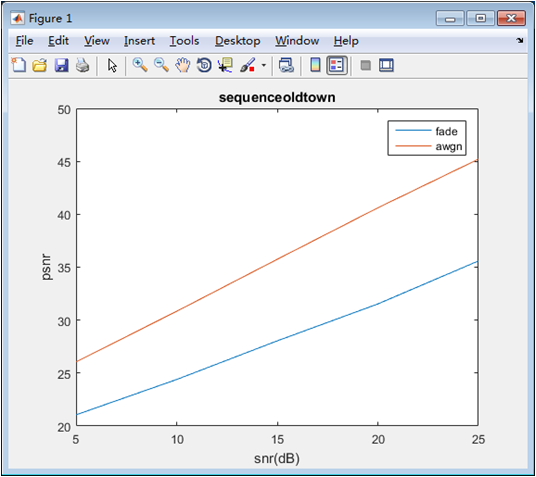 Figure 1
File Edit View Insert Tools Desktop Window Help
sequenceoldtown
fade
awgn
50
45
40
35
30
25
20
psnr
5 10 15 20 25
snr(dB)